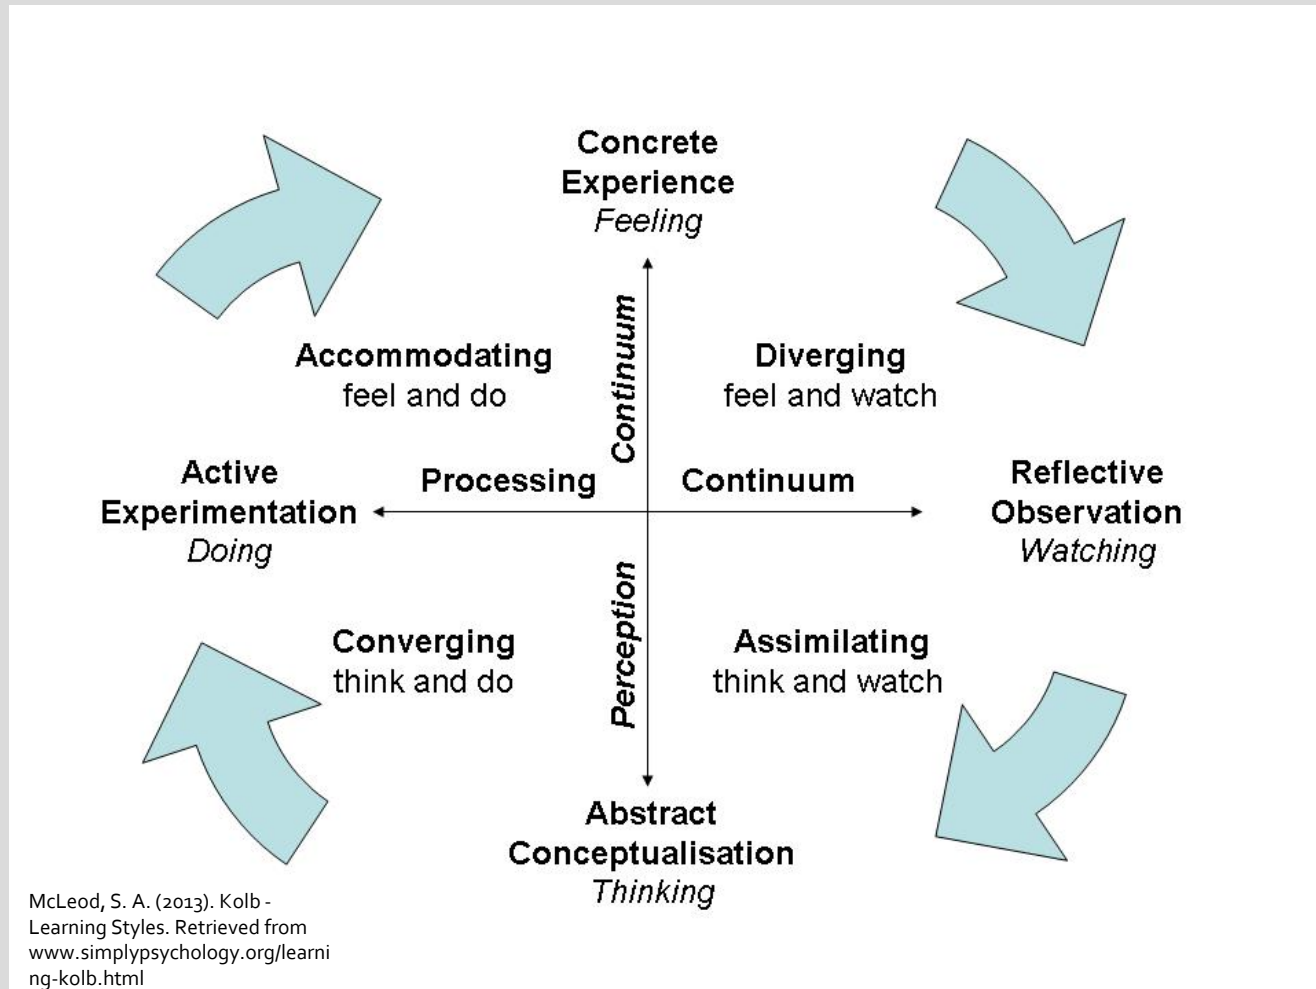 Concrete
Experience
Feeling
Continuum
Accommodating
feel and do
Diverging
feel and watch
Active
Experimentation
Doing
Processing
Continuum
Reflective
Observation
Watching
Perception
Converging
think and do
Assimilating
think and watch
Abstract
Conceptualisation
Thinking
McLeod, S. A. (2013). Kolb -
Learning Styles. Retrieved from
www.simplypsychology.org/learni
ng-kolb.html